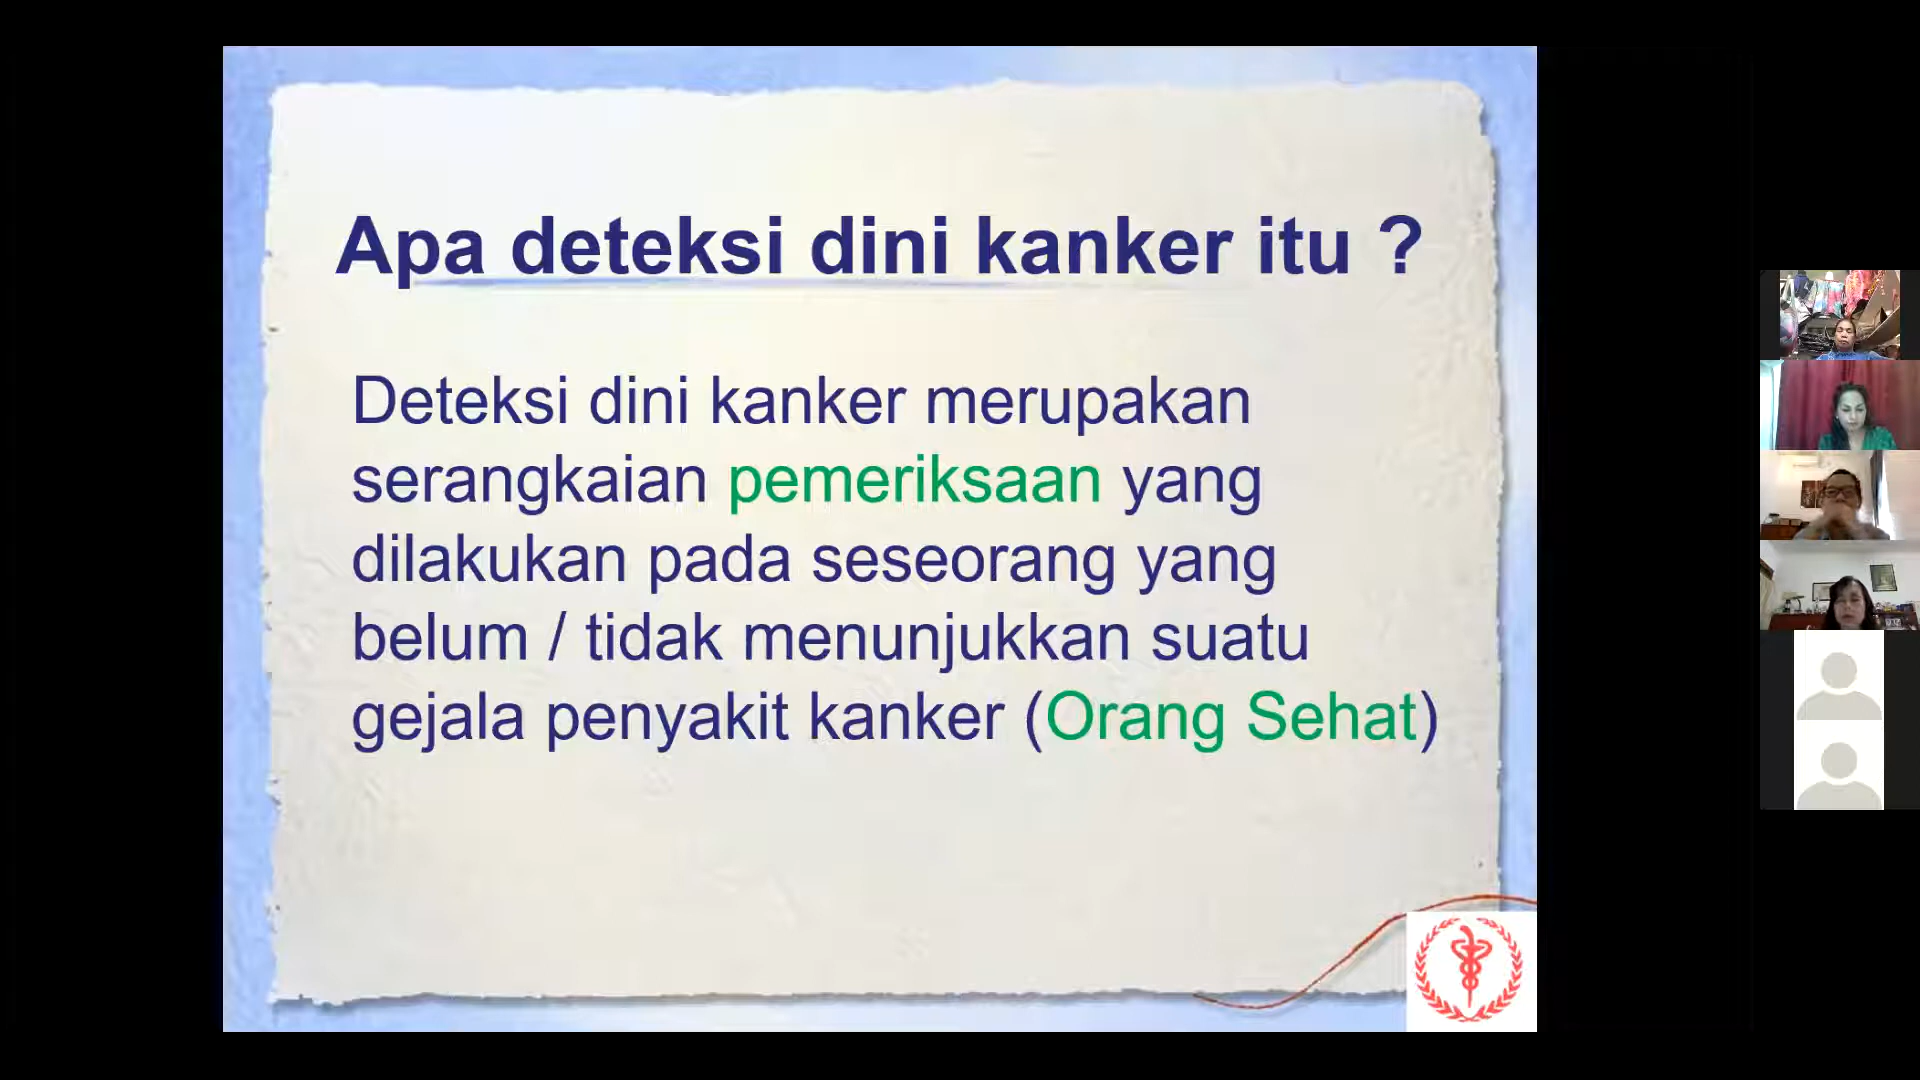 Apa deteksi dini kanker itu ?
Deteksi dini kanker merupakan
serangkaian pemeriksaan yang
dilakukan pada seseorang yang
belum / tidak menunjukkan suatu
gejala penyakit kanker (Orang Sehat)